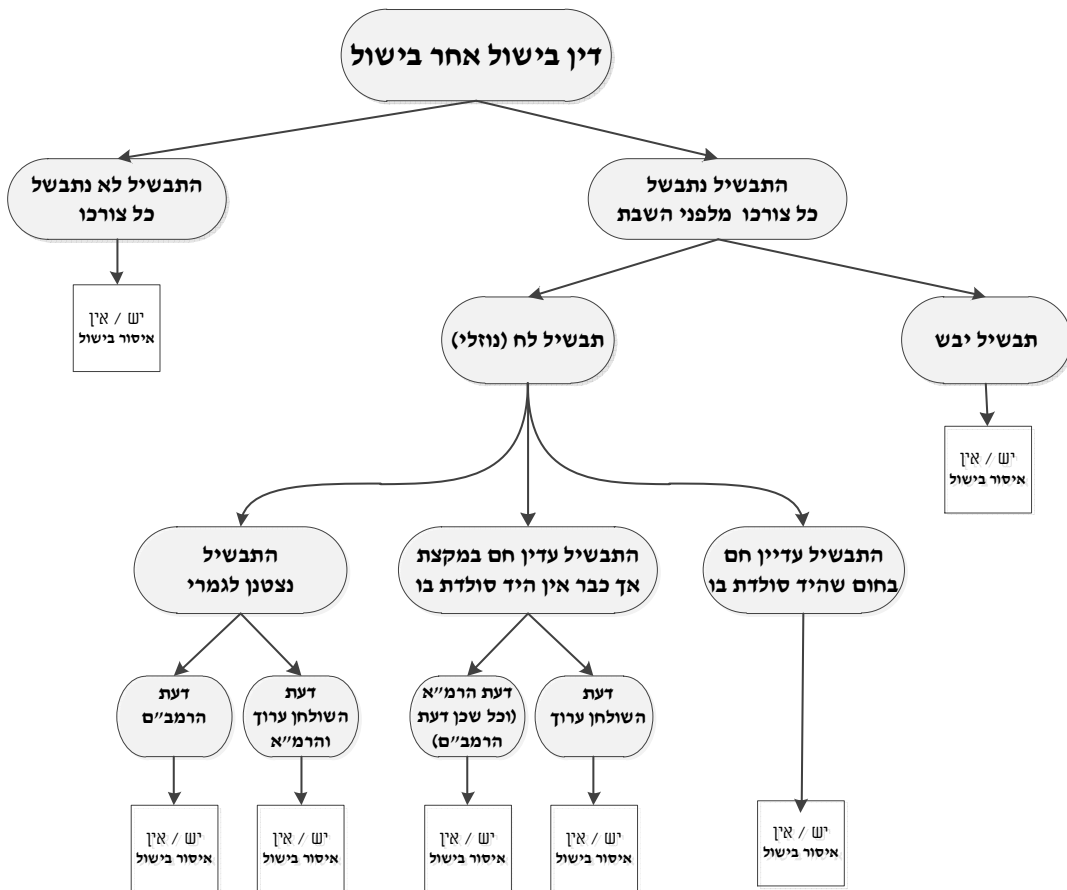 דין בישול אחר בישול
התבשיל נתבשל
כל צורכו מלפני השבת
התבשיל לא נתבשל
כל צורכו
יש / אין
איסור בישול
תבשיל יבש
תבשיל לח (נוזלי)
יש / אין
איסור בישול
התבשיל עדיין חם
בחום שהיד סולדת בו
התבשיל עדין חם במקצת
אך כבר אין היד סולדת בו
התבשיל
נצטנן לגמרי
דעת
השולחן ערוך
דעת הרמ״א
(וכל שכן דעת
הרמב״ם)
דעת
השולחן ערוך
והרמ״א
דעת
הרמב״ם
יש / אין
איסור בישול
יש / אין
איסור בישול
יש / אין
איסור בישול
יש / אין
איסור בישול
יש / אין
איסור בישול